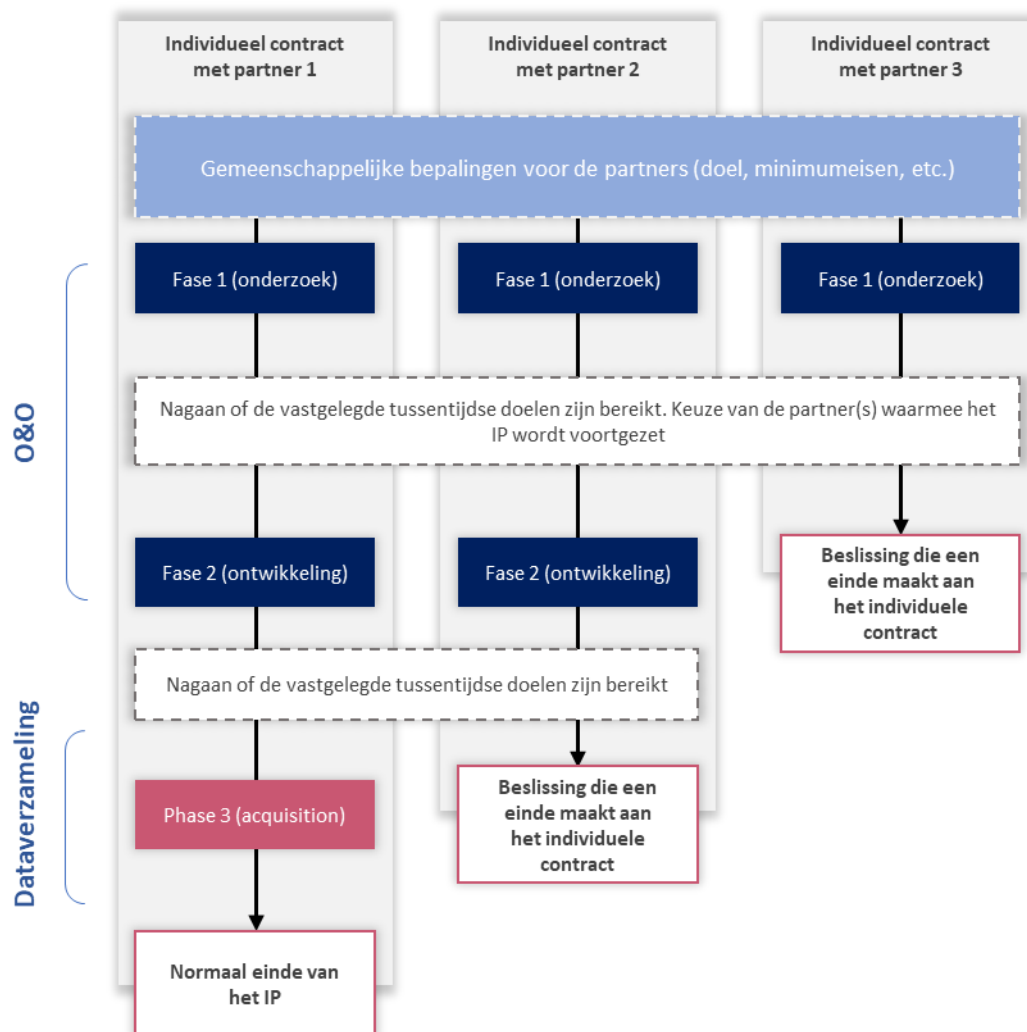 Individueel contract
met partner 1
Individueel contract
met partner 2
Individueel contract
met partner 3
Gemeenschappelijke bepalingen voor de partners (doel, minimumeisen, etc.)
O&O
Fase 1 (onderzoek)
Fase 1 (onderzoek)
Fase 1 (onderzoek)
Nagaan of de vastgelegde tussentijdse doelen zijn bereikt. Keuze van de partner(s) waarmee het
IP wordt voortgezet
Fase 2 (ontwikkeling)
Fase 2 (ontwikkeling)
Beslissing die een
einde maakt aan
het individuele
contract
Nagaan of de vastgelegde tussentijdse doelen zijn bereikt
Dataverzameling
Phase 3 (acquisition)
Beslissing die een
einde maakt aan
het individuele
contract
Normaal einde van
het IP